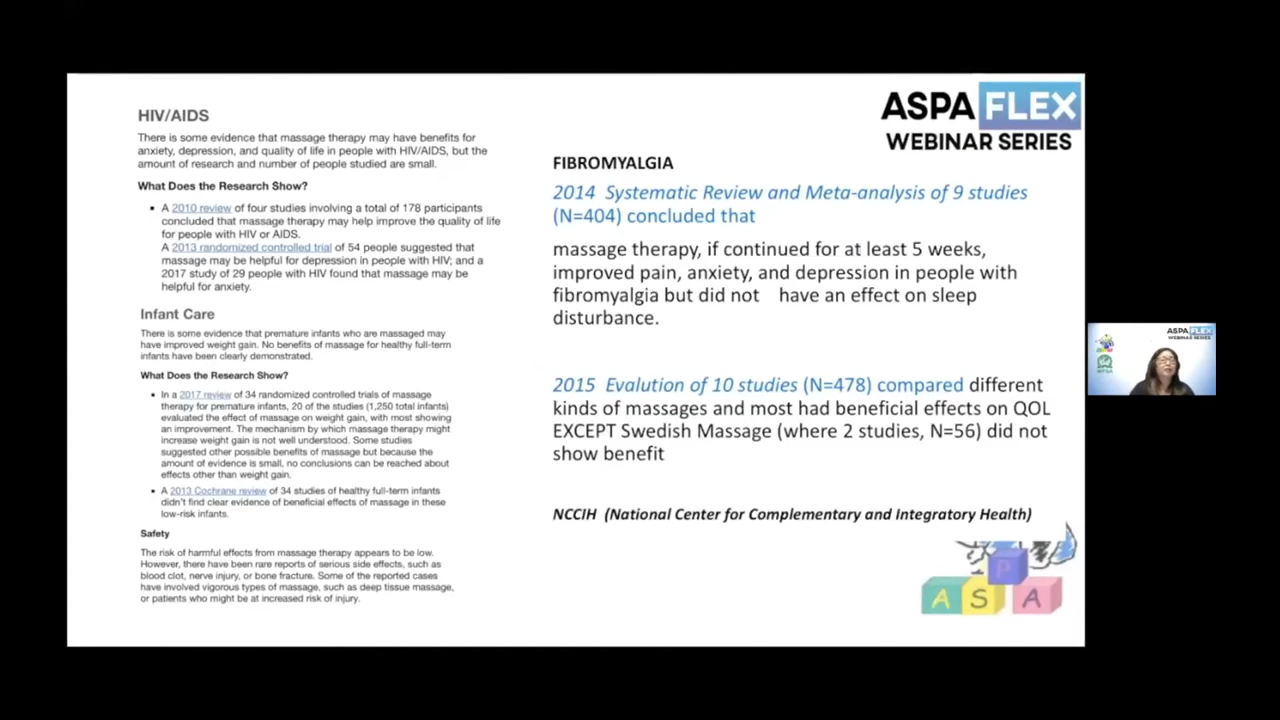 HIV/AIDS
There is some evidence that massage therapy may have benefits for
anxiety, depression, and quality of life in people with HIV/AIDS, but the
amount of research and number of people studied are small.
What Does the Research Show?
• A 2010 review of four studies involving a total of 178 participants
concluded that massage therapy may help improve the quality of life
for people with HIV or AIDS.
A 2013 randomized controlled trial of 54 people suggested that
massage may be helpful for depression in people with HIV; and a
2017 study of 29 people with HIV found that massage may be
helpful for anxiety.
Infant Care
There is some evidence that premature infants who are massaged may
have improved weight gain. No benefits of massage for healthy full-term
infants have been clearly demonstrated.
What Does the Research Show?
• In a 2017 review of 34 randomized controlled trials of massage
therapy for premature infants, 20 of the studies (1,250 total infants)
evaluated the effect of massage on weight gain, with most showing
an improvement. The mechanism by which massage therapy might
increase weight gain is not well understood. Some studies
suggested other possible benefits of massage but because the
amount of evidence is small, no conclusions can be reached about
effects other than weight gain.
• A 2013 Cochrane review of 34 studies of healthy full-term infants
didn't find clear evidence of beneficial effects of massage in these
low-risk infants.
Safety
The risk of harmful effects from massage therapy appears to be low.
However, there have been rare reports of serious side effects, such as
blood clot, nerve injury, or bone fracture. Some of the reported cases
have involved vigorous types of massage, such as deep tissue massage,
or patients who might be at increased risk of injury.
ASPA FLEX
WEBINAR SERIES
FIBROMYALGIA
2014 Systematic Review and Meta-analysis of 9 studies
(N=404) concluded that
massage therapy, if continued for at least 5 weeks,
improved pain, anxiety, and depression in people with
fibromyalgia but did not have an effect on sleep
disturbance.
2015 Evalution of 10 studies (N=478) compared different
kinds of massages and most had beneficial effects on QOL
EXCEPT Swedish Massage (where 2 studies, N=56) did not
show benefit
NCCIH (National Center for Complementary and Integratory Health)
P
A S A
ASPA FLEX
WEBINAR SERIES